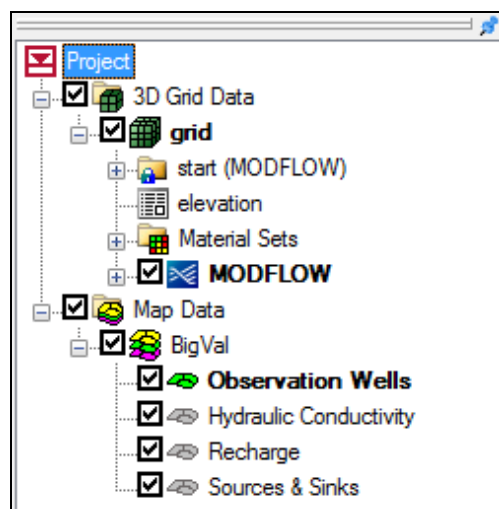 Project
3D Grid Data
grid
start (MODFLOW)
elevation
Material Sets
MODFLOW
Map Data
BigVal
Observation Wells
Hydraulic Conductivity
Recharge
Sources & Sinks